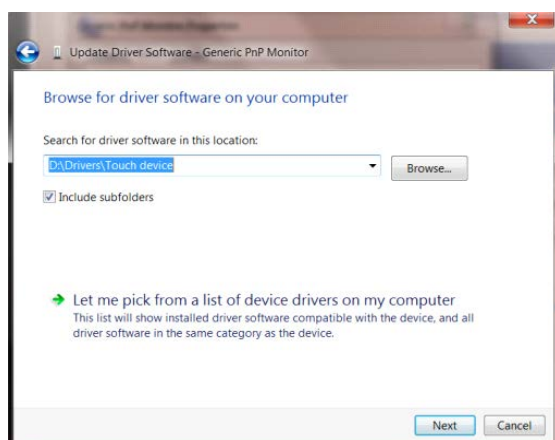 Update Driver Software - Generic PnP Monitor
Browse for driver software on your computer
Search for driver software in this location:
D:\Drivers\Touch device
Browse...
Include subfolders
Let me pick from a list of device drivers on my computer
This list will show installed driver software compatible with the device, and all
driver software in the same category as the device.
Next
Cancel